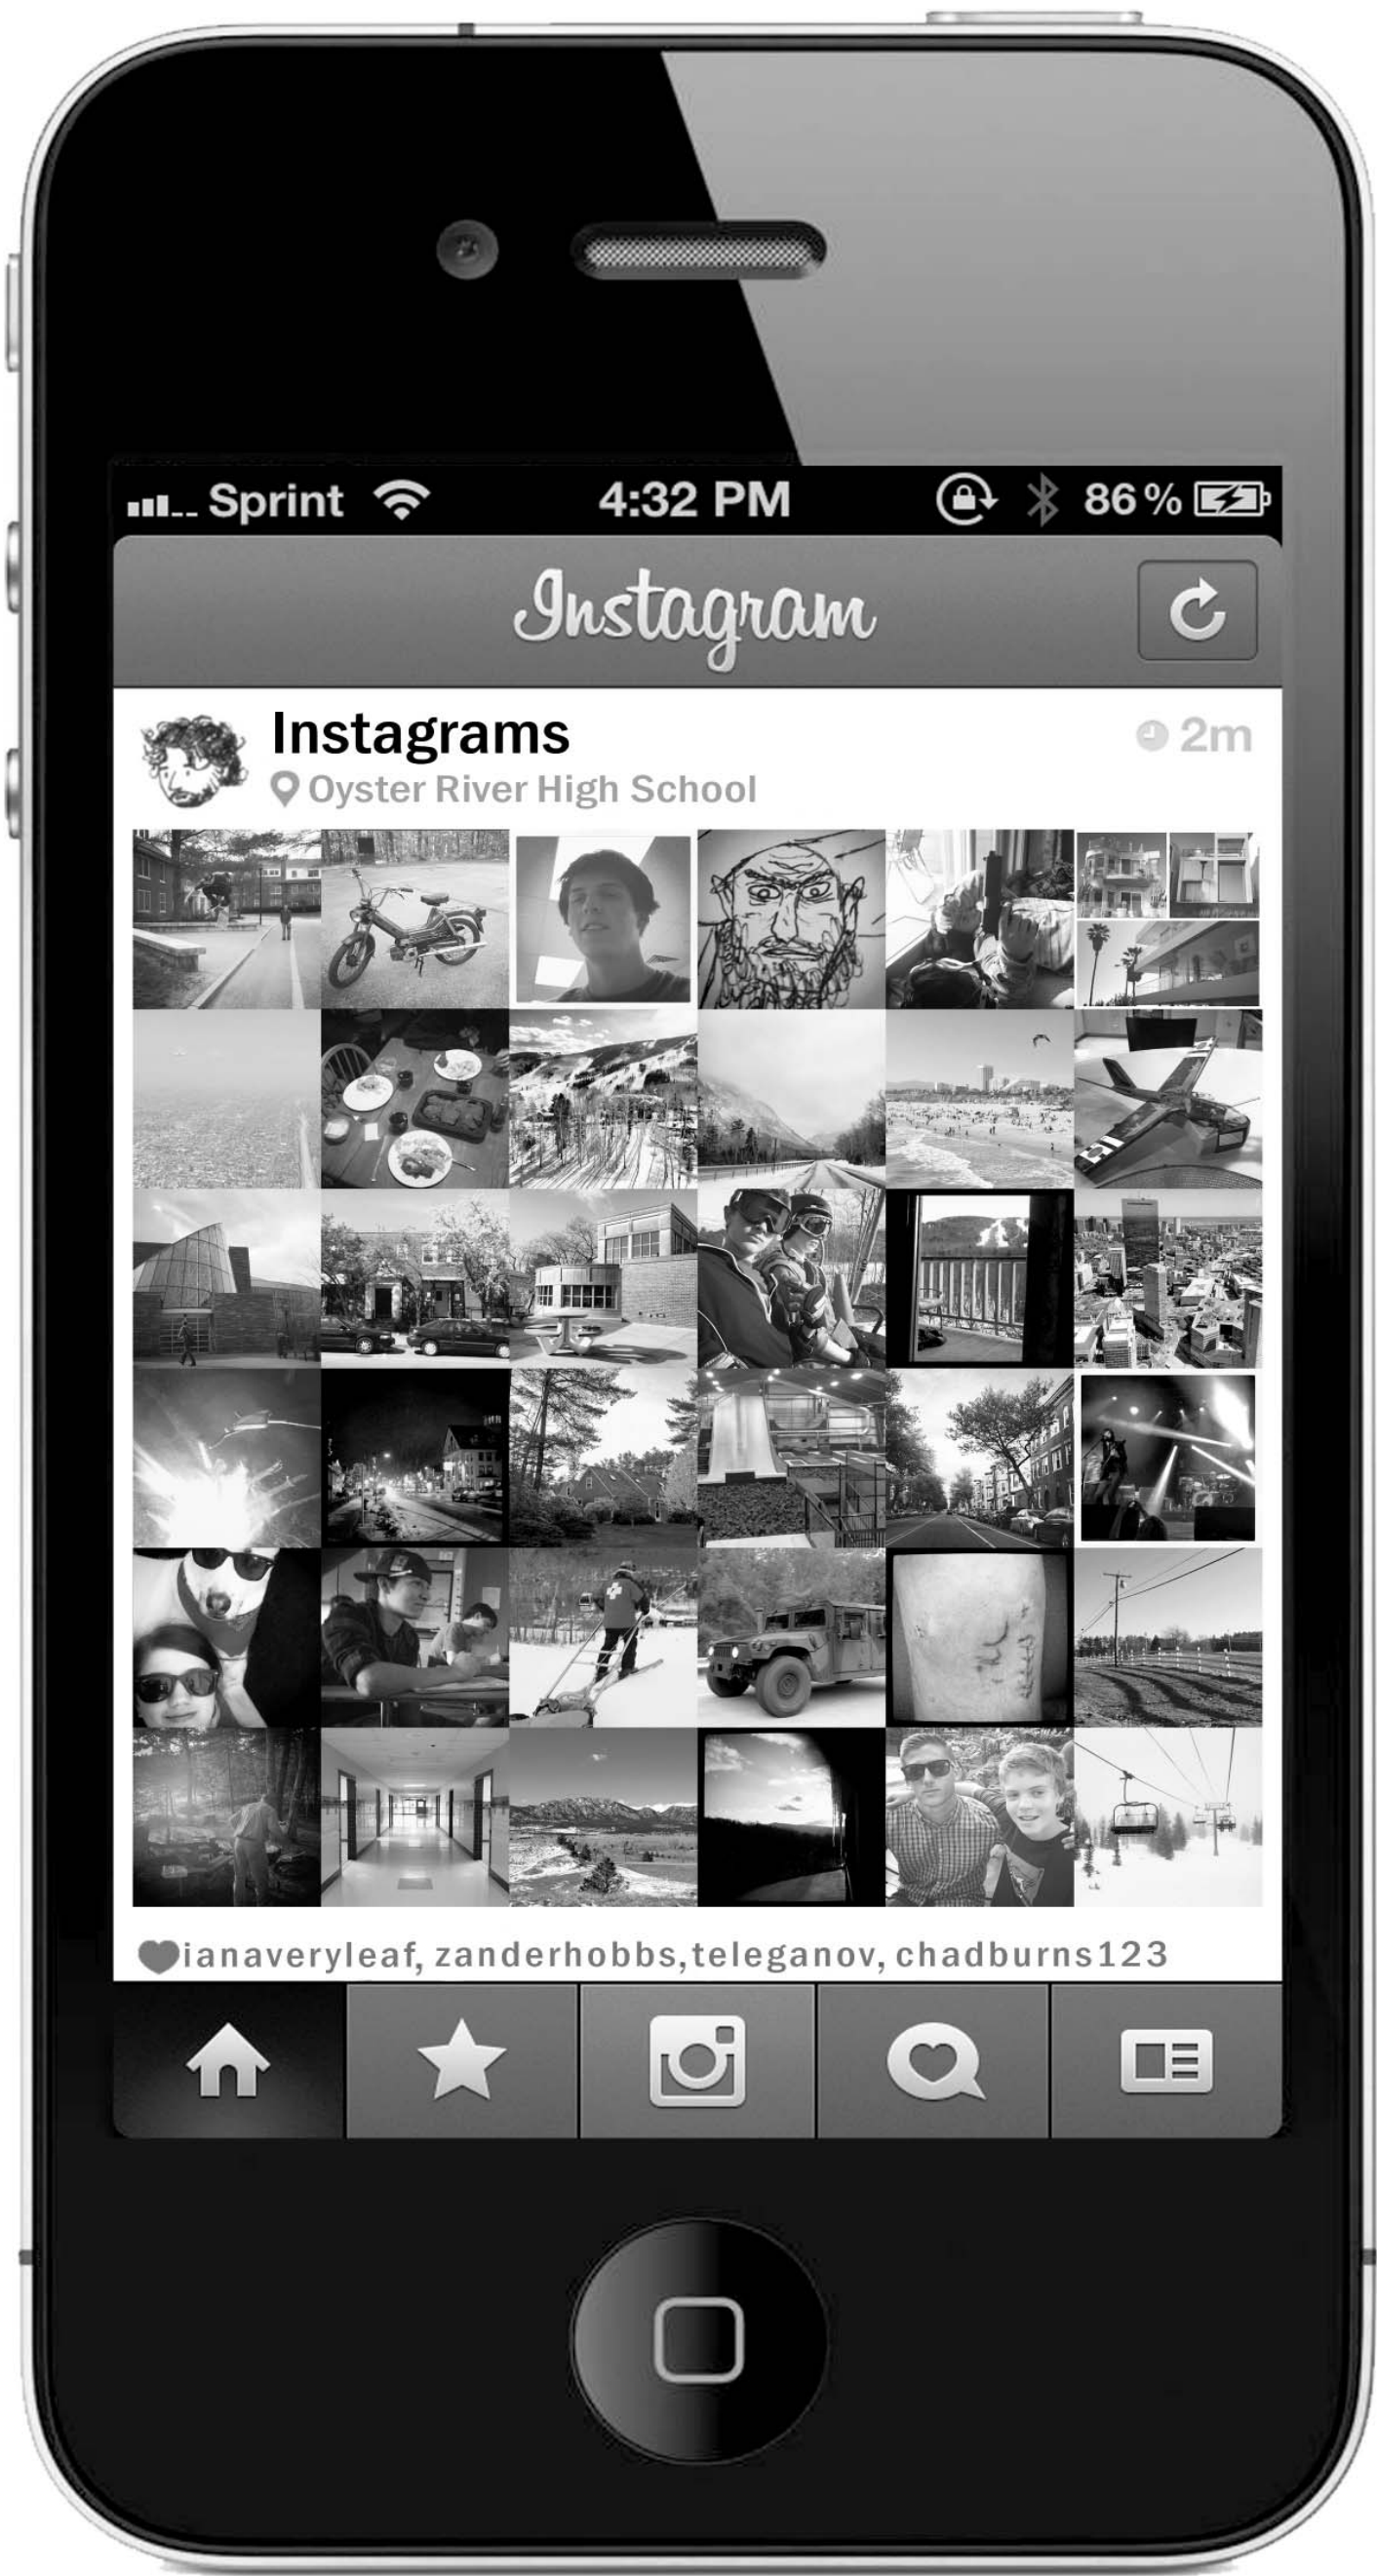 Sprint 4:32 PM 86%
Instagram
Instagrams 2m
Oyster River High School
ianaveryleaf, zanderhobbs, teleganov, chadburns123